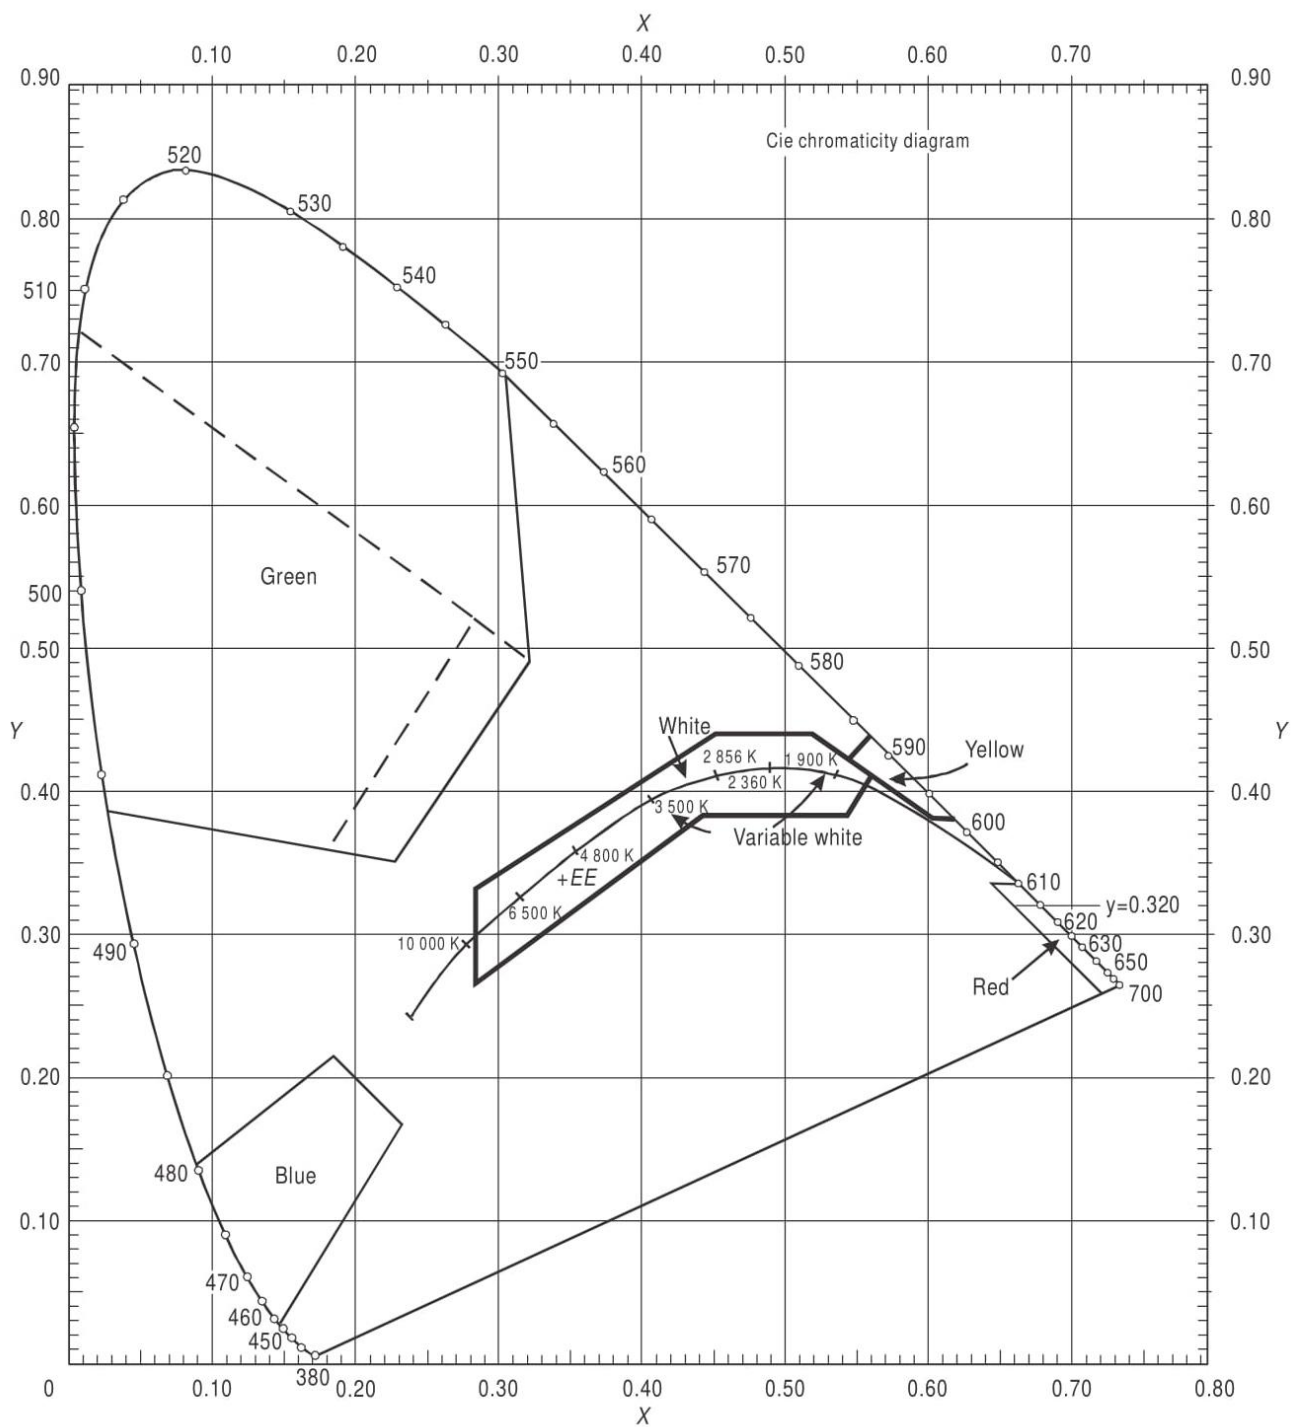 X
0.10 0.20 0.30 0.40 0.50 0.60 0.70
0.90 0.90
Cie chromaticity diagram
520
530
0.80 0.80
540
510
550
0.70 0.70
560
0.60 0.60
570
Green
500
0.50 580 0.50
White
Y Y
590 Yellow
2 856 K 1 900 K
2 360 K
0.40 0.40
3 500 K
600
Variable white
4 800 K
+EE
610
6 500 K y=0.320
620
0.30 10 000 K 630 0.30
490
650
Red 700
0.20 0.20
480 Blue
0.10 0.10
470
460
450
380
0 0.10 0.20 0.30 0.40 0.50 0.60 0.70 0.80
X